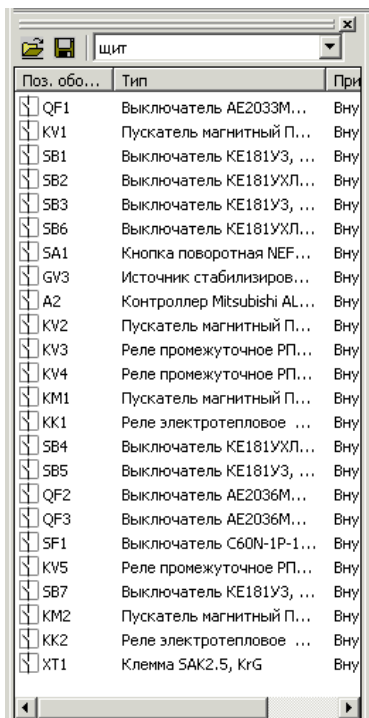 щит
Поз. обо... Тип При
QF1 Выключатель АЕ2033М... Вну
KV1 Пускатель магнитный П... Вну
SB1 Выключатель КЕ181У3, ... Вну
SB2 Выключатель КЕ181УХЛ... Вну
SB3 Выключатель КЕ181У3, ... Вну
SB6 Выключатель КЕ181УХЛ... Вну
SA1 Кнопка поворотная NEF... Вну
GV3 Источник стабилизиров... Вну
A2 Контроллер Mitsubishi AL... Вну
KV2 Пускатель магнитный П... Вну
KV3 Реле промежуточное РП... Вну
KV4 Реле промежуточное РП... Вну
KM1 Пускатель магнитный П... Вну
KK1 Реле электротепловое ... Вну
SB4 Выключатель КЕ181УХЛ... Вну
SB5 Выключатель КЕ181У3, ... Вну
QF2 Выключатель АЕ2036М... Вну
QF3 Выключатель АЕ2036М... Вну
SF1 Выключатель C60N-1P-1... Вну
KV5 Реле промежуточное РП... Вну
SB7 Выключатель КЕ181У3, ... Вну
KM2 Пускатель магнитный П... Вну
KK2 Реле электротепловое ... Вну
XT1 Клемма SAK2.5, KrG Вну